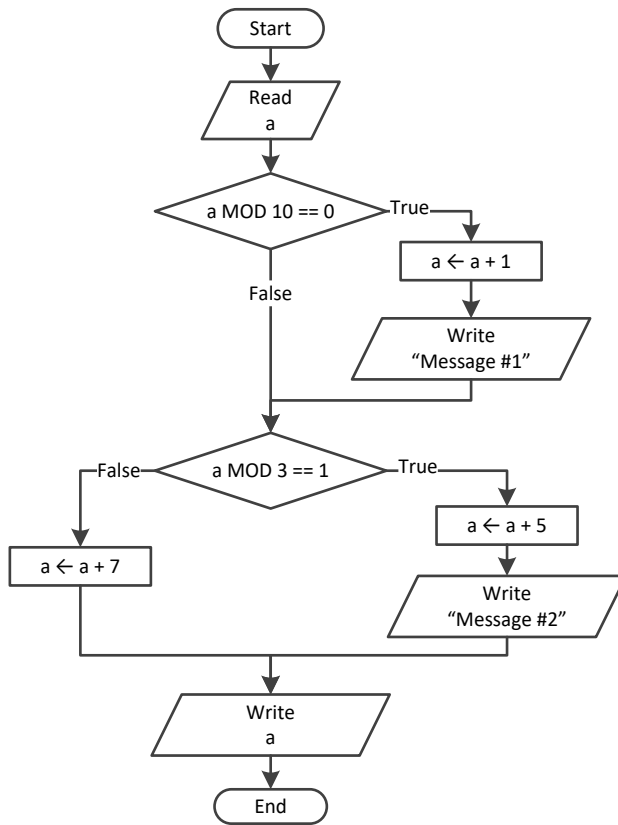 Start
Read
a
a MOD 10 == 0
True
a ← a + 1
False
Write
“Message #1”
a MOD 3 == 1
False
True
a ← a + 7
a ← a + 5
Write
“Message #2”
Write
a
End